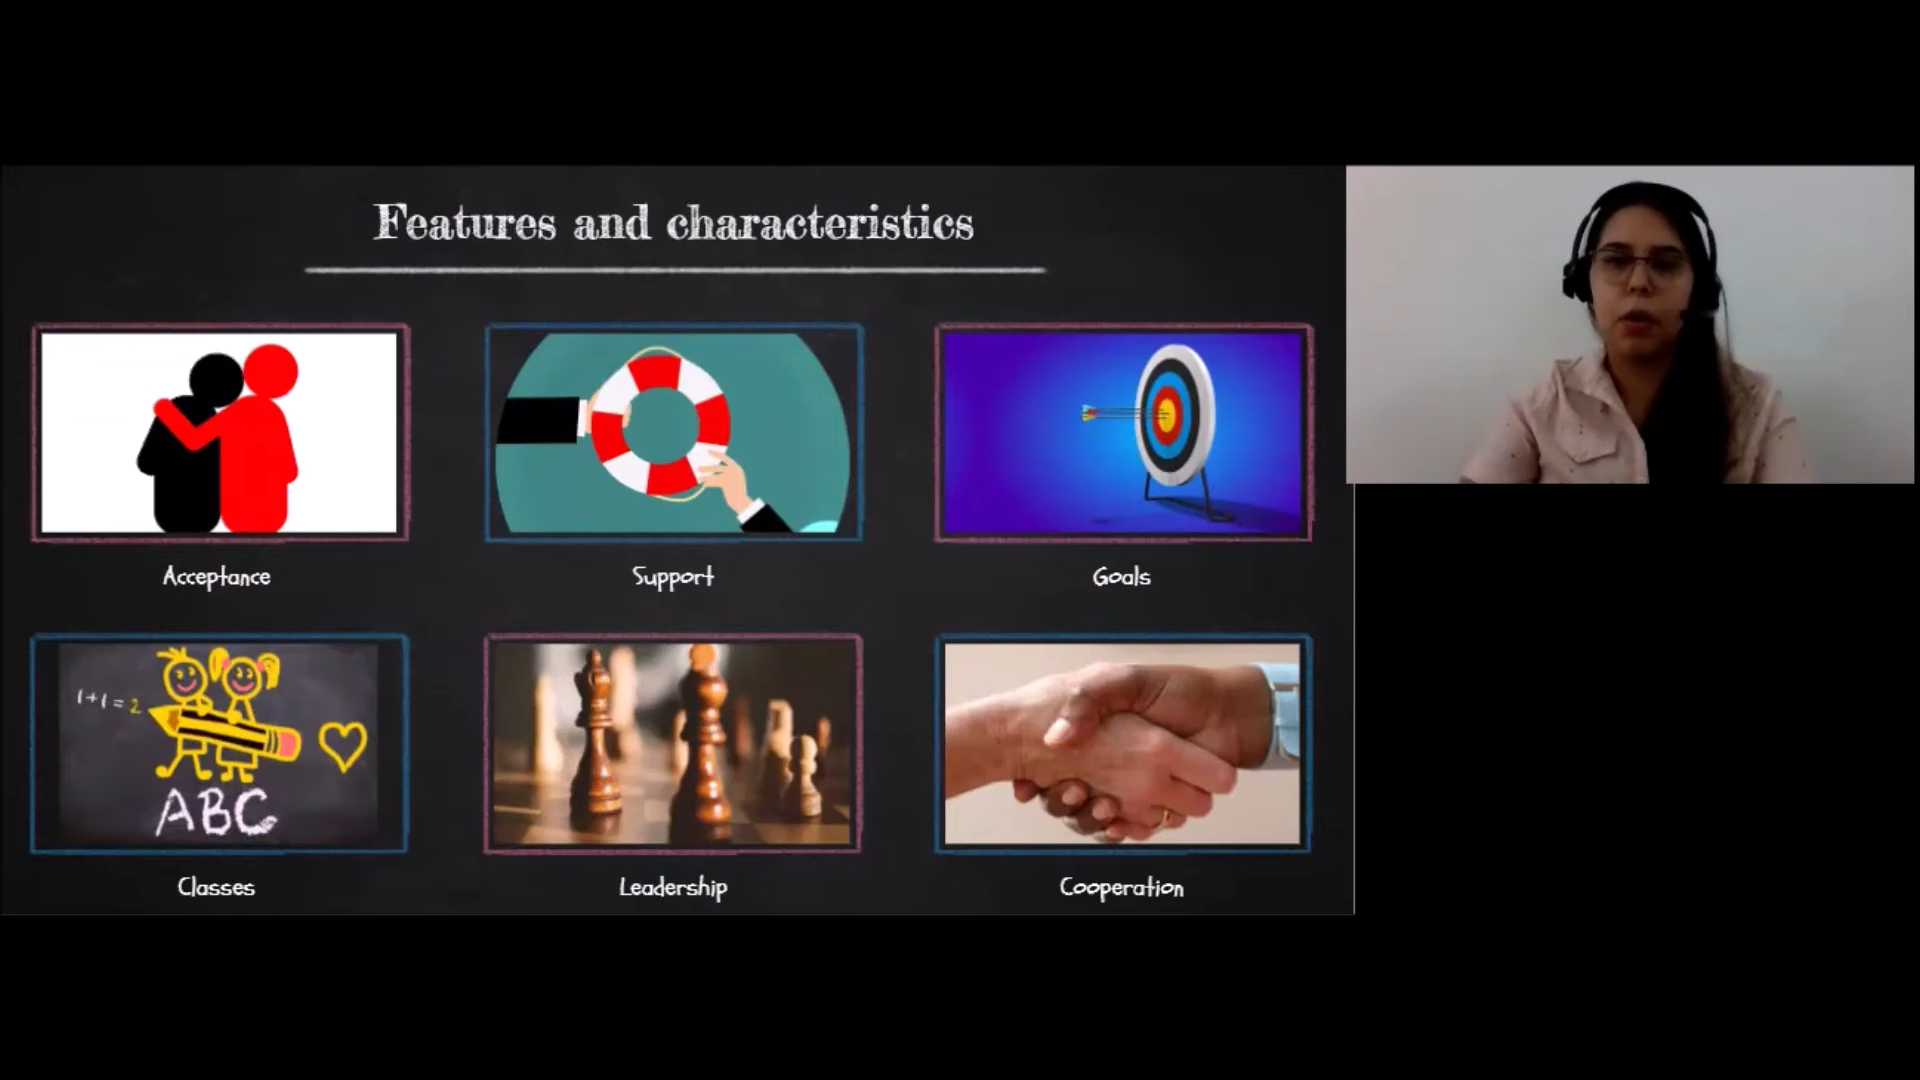 Features and characteristics
Acceptance
Support
Goals
1+1=2
ABC
Classes
Leadership
Cooperation